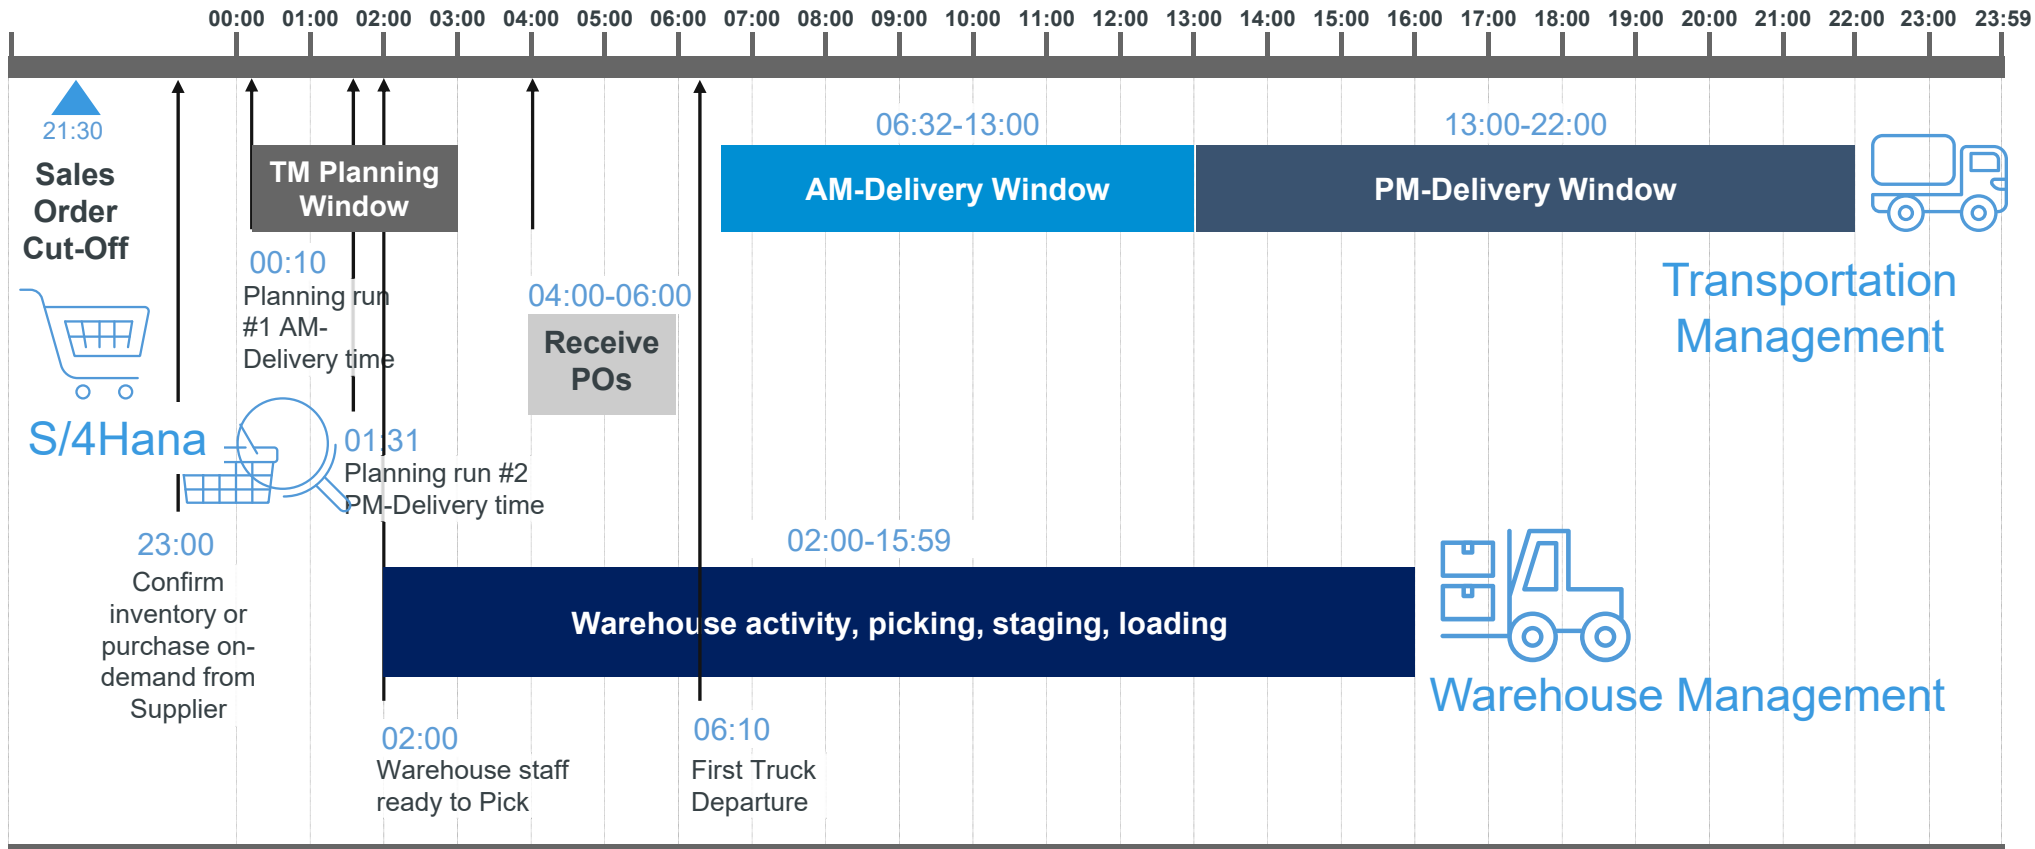 00:00 01:00 02:00 03:00 04:00 05:00 06:00 07:00 08:00 09:00 10:00 11:00 12:00 13:00 14:00 15:00 16:00 17:00 18:00 19:00 20:00 21:00 22:00 23:00 23:59
21:30
Sales
Order
Cut-Off
S/4Hana
23:00
Confirm
inventory or
purchase on-
demand from
Supplier
TM Planning
Window
00:10
Planning run
#1 AM-
Delivery time
01:31
Planning run #2
PM-Delivery time
04:00-06:00
Receive
POs
06:32-13:00
AM-Delivery Window
13:00-22:00
PM-Delivery Window
Transportation
Management
02:00-15:59
Warehouse activity, picking, staging, loading
Warehouse Management
02:00
Warehouse staff
ready to Pick
06:10
First Truck
Departure